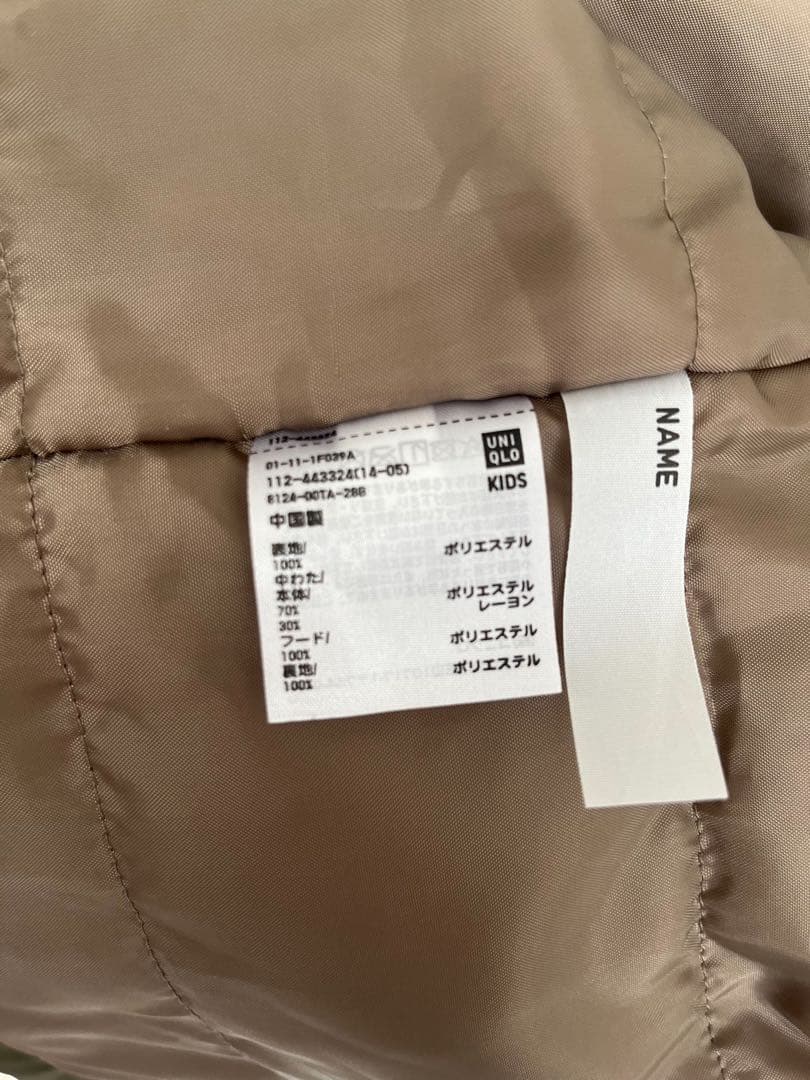 01-11-1F039A
112-443324(14-05)
8124-00TA-28B
UNI
QLO
KIDS
中国製
表地/ ポリエステル
100%
中わた/
本体/ ポリエステル
70% レーヨン
30%
フード/ ポリエステル
100%
裏地/ ポリエステル
100%
NAME